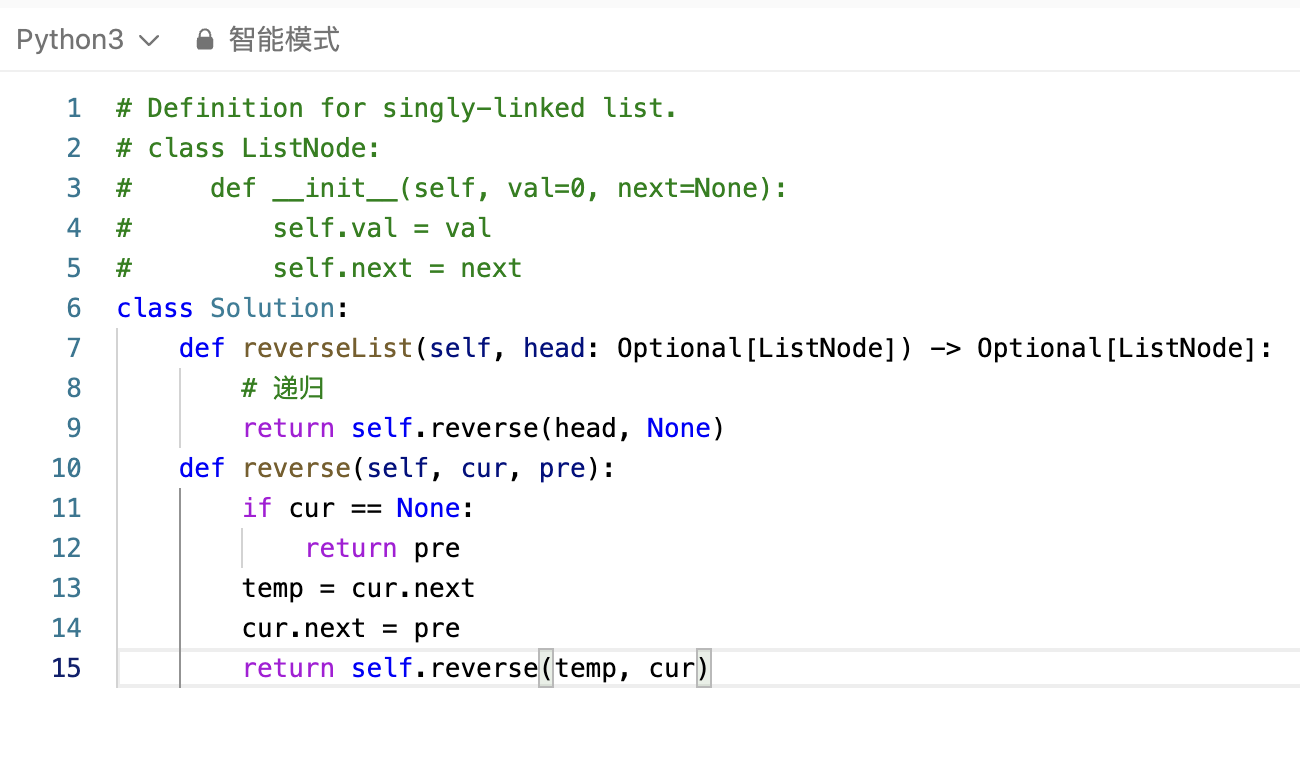 Python3 智能模式
1 # Definition for singly-linked list.
2 # class ListNode:
3 #     def __init__(self, val=0, next=None):
4 #         self.val = val
5 #         self.next = next
6 class Solution:
7     def reverseList(self, head: Optional[ListNode]) -> Optional[ListNode]:
8         # 递归
9         return self.reverse(head, None)
10     def reverse(self, cur, pre):
11         if cur == None:
12             return pre
13         temp = cur.next
14         cur.next = pre
15         return self.reverse(temp, cur)